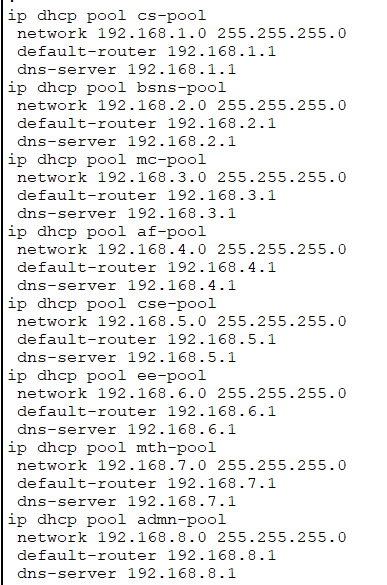 ip dhcp pool cs-pool
 network 192.168.1.0 255.255.255.0
 default-router 192.168.1.1
 dns-server 192.168.1.1
ip dhcp pool bsns-pool
 network 192.168.2.0 255.255.255.0
 default-router 192.168.2.1
 dns-server 192.168.2.1
ip dhcp pool mc-pool
 network 192.168.3.0 255.255.255.0
 default-router 192.168.3.1
 dns-server 192.168.3.1
ip dhcp pool af-pool
 network 192.168.4.0 255.255.255.0
 default-router 192.168.4.1
 dns-server 192.168.4.1
ip dhcp pool cse-pool
 network 192.168.5.0 255.255.255.0
 default-router 192.168.5.1
 dns-server 192.168.5.1
ip dhcp pool ee-pool
 network 192.168.6.0 255.255.255.0
 default-router 192.168.6.1
 dns-server 192.168.6.1
ip dhcp pool mth-pool
 network 192.168.7.0 255.255.255.0
 default-router 192.168.7.1
 dns-server 192.168.7.1
ip dhcp pool admn-pool
 network 192.168.8.0 255.255.255.0
 default-router 192.168.8.1
 dns-server 192.168.8.1